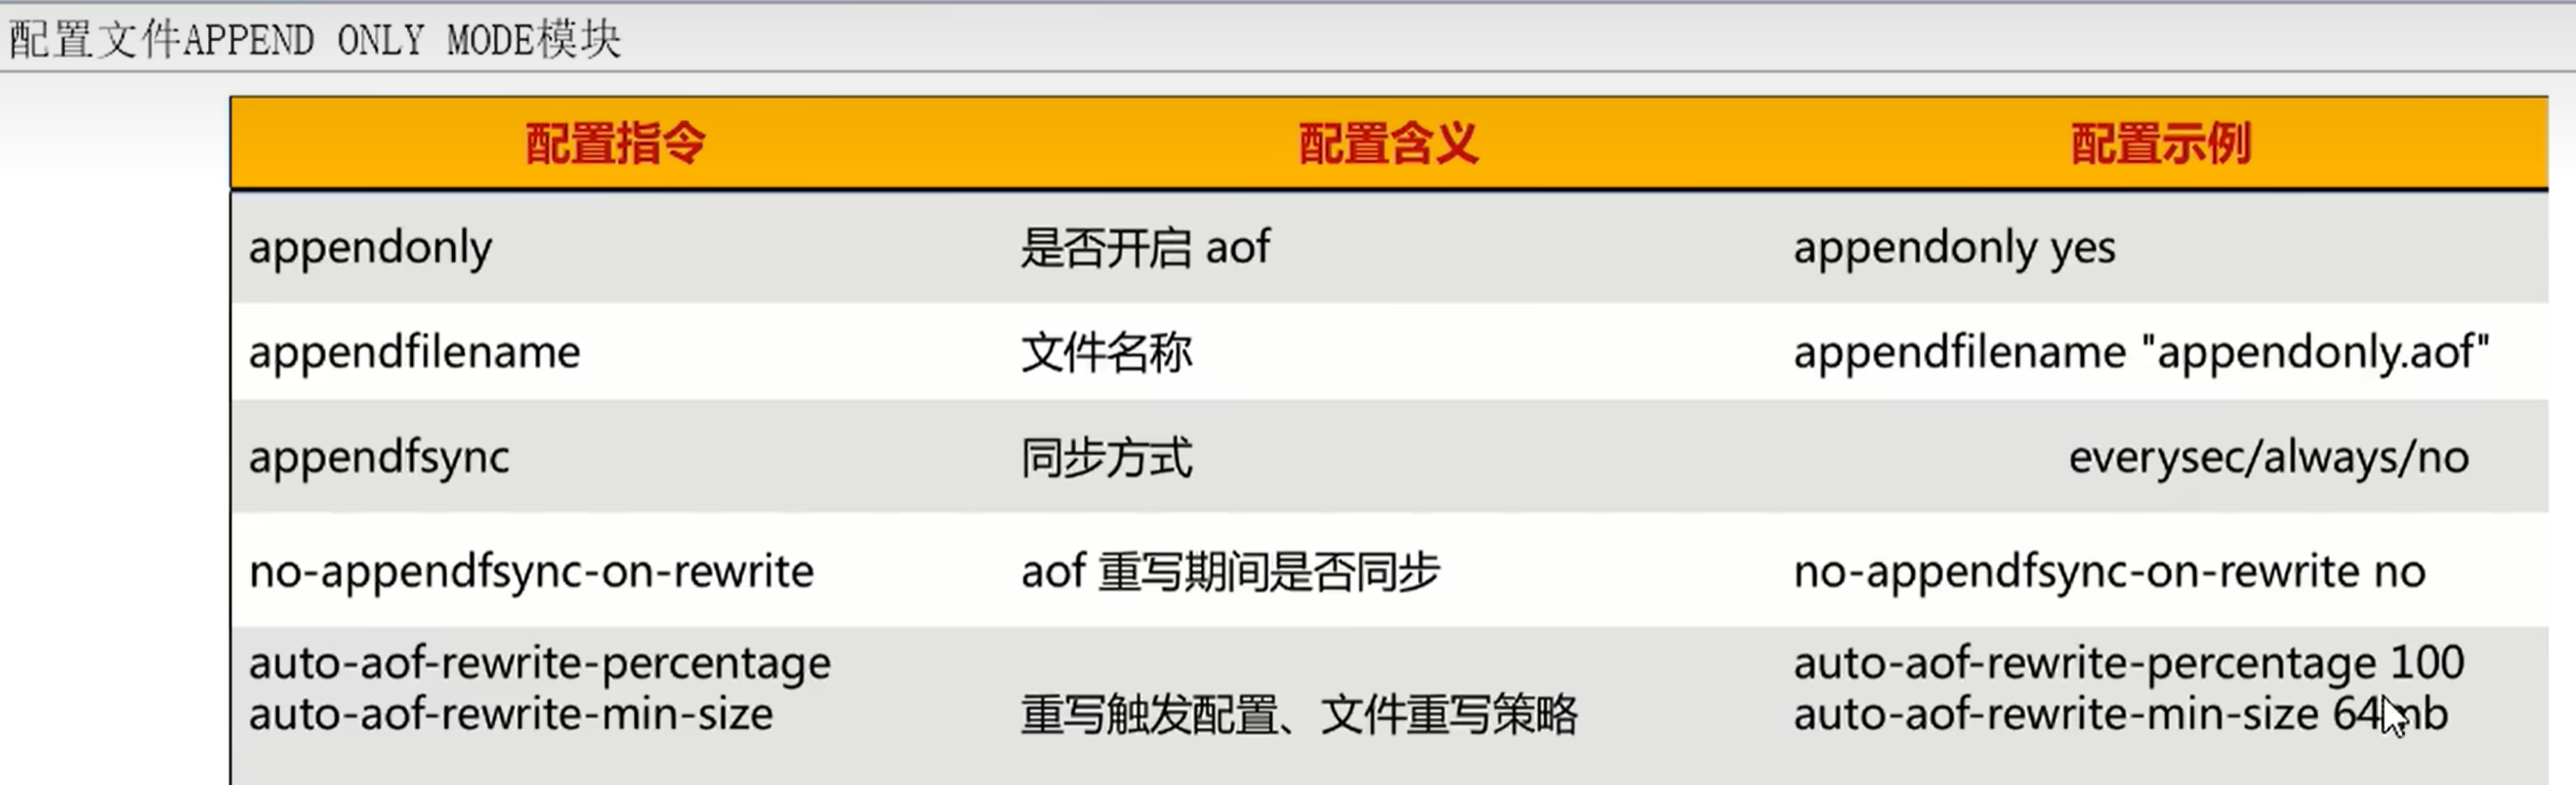 配置文件APPEND ONLY MODE模块
配置指令 配置含义 配置示例
appendonly 是否开启 aof appendonly yes
appendfilename 文件名称 appendfilename "appendonly.aof"
appendfsync 同步方式 everysec/always/no
no-appendfsync-on-rewrite aof 重写期间是否同步 no-appendfsync-on-rewrite no
auto-aof-rewrite-percentage auto-aof-rewrite-percentage 100
auto-aof-rewrite-min-size 重写触发配置、文件重写策略 auto-aof-rewrite-min-size 64mb